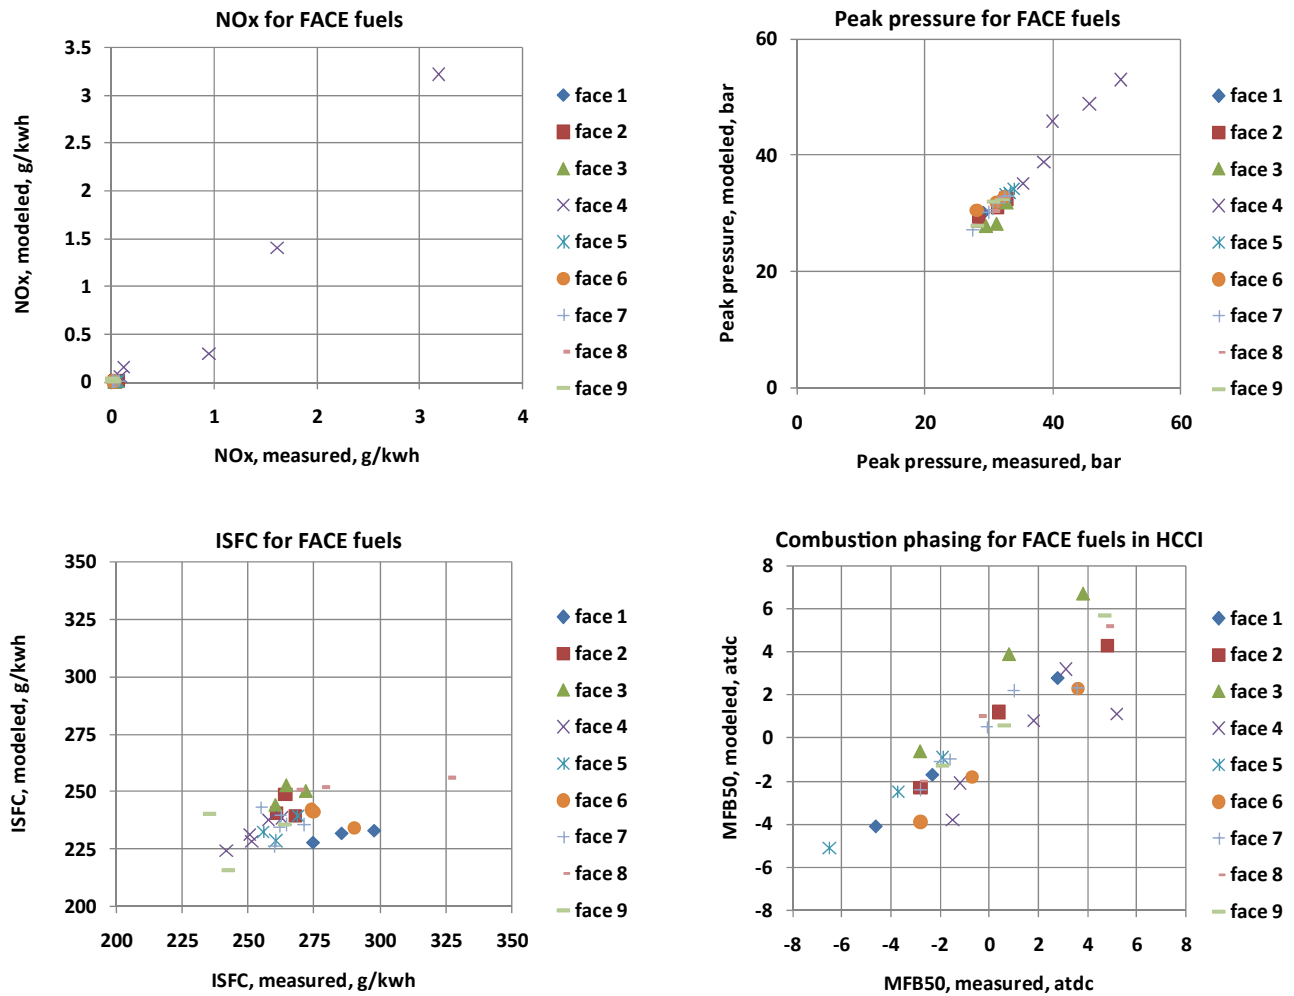 NOx for FACE fuels
3.5
3
2.5
2
1.5
1
0.5
0
0
1
2
3
4
NOx, modeled, g/kwh
NOx, measured, g/kwh
face 1
face 2
face 3
face 4
face 5
face 6
face 7
face 8
face 9
Peak pressure for FACE fuels
60
40
20
0
0
20
40
60
Peak pressure, modeled, bar
Peak pressure, measured, bar
face 1
face 2
face 3
face 4
face 5
face 6
face 7
face 8
face 9
ISFC for FACE fuels
350
325
300
275
250
225
200
200
225
250
275
300
325
350
ISFC, modeled, g/kwh
ISFC, measured, g/kwh
face 1
face 2
face 3
face 4
face 5
face 6
face 7
face 8
face 9
Combustion phasing for FACE fuels in HCCI
8
6
4
2
0
-2
-4
-6
-8
-8
-6
-4
-2
0
2
4
6
8
MFB50, modeled, atdc
MFB50, measured, atdc
face 1
face 2
face 3
face 4
face 5
face 6
face 7
face 8
face 9